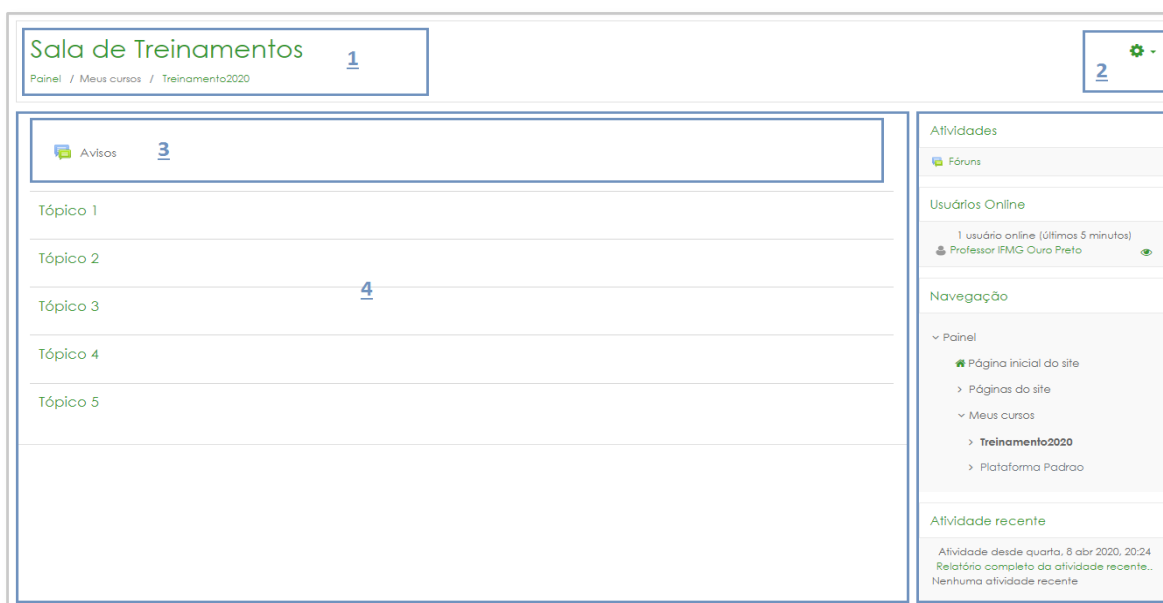 Sala de Treinamentos
1
Painel / Meus cursos / Treinamento2020
2
Avisos
3
Tópico 1
Tópico 2
4
Tópico 3
Tópico 4
Tópico 5
Atividades
Fóruns
Usuários Online
1 usuário online (últimos 5 minutos)
Professor IFMG Ouro Preto
Navegação
Painel
Página inicial do site
Páginas do site
Meus cursos
Treinamento2020
Plataforma Padrao
Atividade recente
Atividade desde quarta, 8 abr 2020, 20:24
Relatório completo da atividade recente..
Nenhuma atividade recente